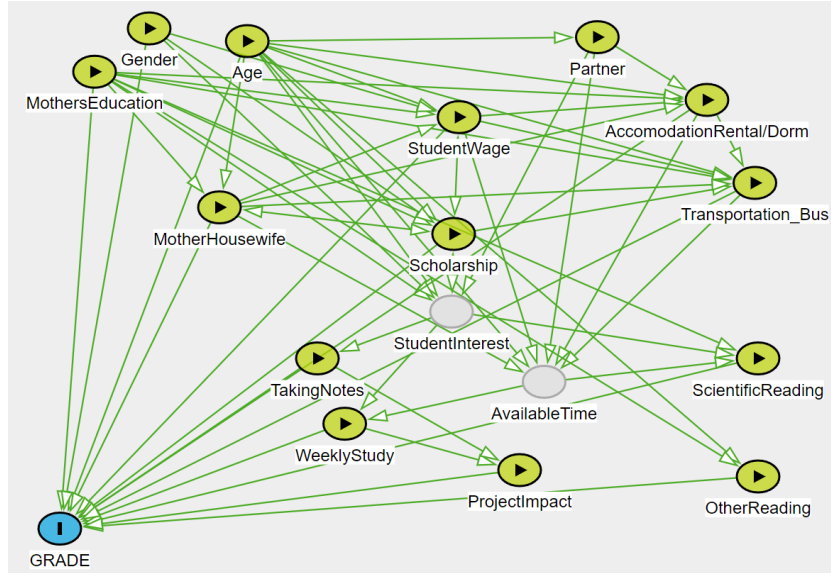 Gender
Age
Partner
MothersEducation
AccomodationRental/Dorm
StudentWage
Transportation_Bus
MotherHousewife
Scholarship
StudentInterest
TakingNotes
ScientificReading
AvailableTime
WeeklyStudy
ProjectImpact
OtherReading
I
GRADE